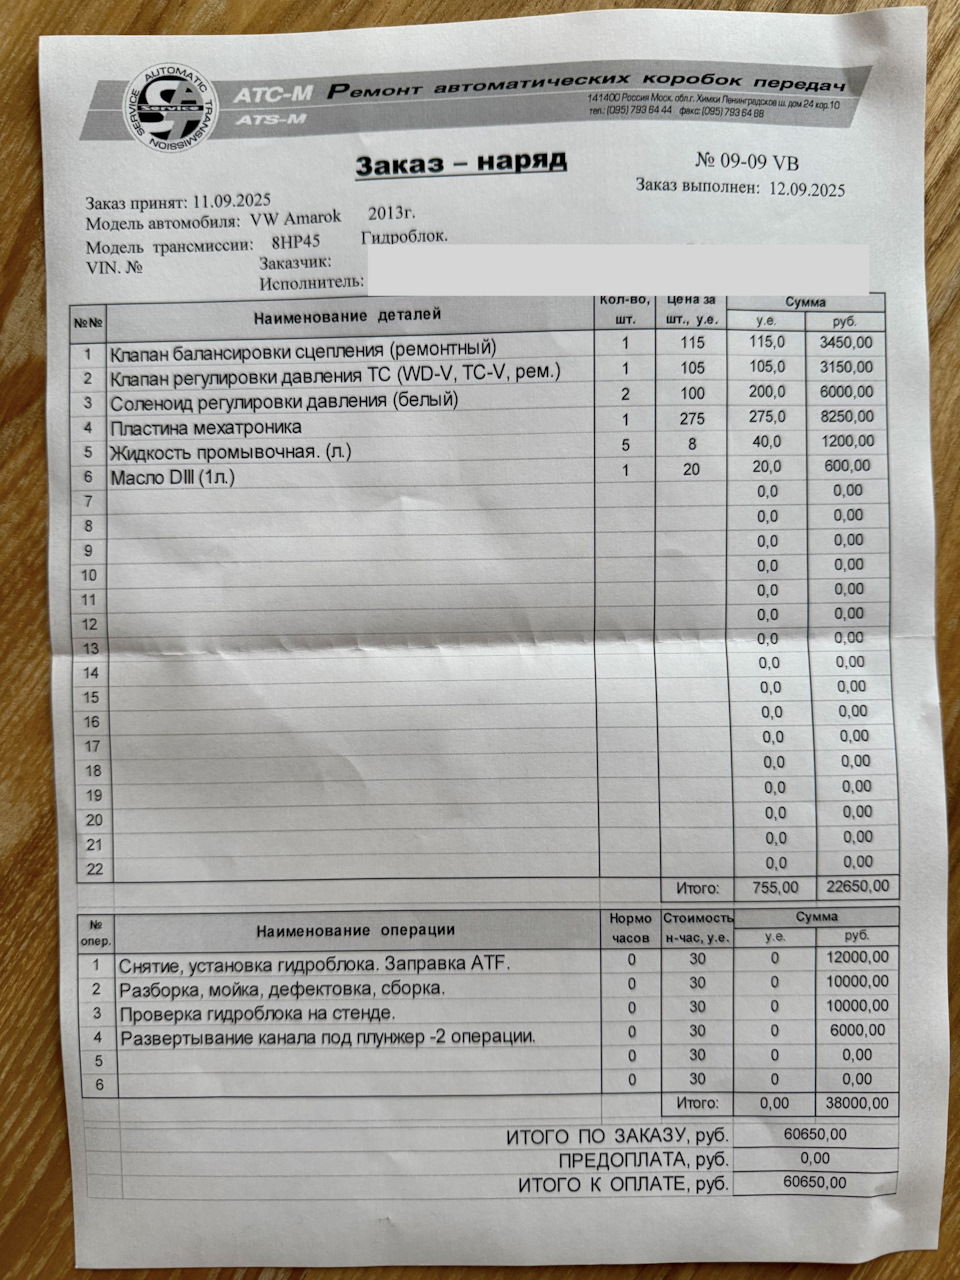 AUTOMATIC TRANSMISSION SERVICE
Service
АТС-М Ремонт автоматических коробок передач
ATS-M
141400 Россия Моск. обл.г. Химки Ленинградское ш. дом 24 кор.10
тел.: (095) 793 64 44 факс: (095) 793 64 88
Заказ – наряд
№ 09-09 VB
Заказ принят: 11.09.2025
Заказ выполнен: 12.09.2025
Модель автомобиля: VW Amarok 2013г.
Модель трансмиссии: 8HP45 Гидроблок.
VIN. № Заказчик:
Исполнитель:
№№ Наименование деталей Кол-во, шт. Цена за шт., у.е. Сумма у.е. руб.
1 Клапан балансировки сцепления (ремонтный) 1 115 115,0 3450,00
2 Клапан регулировки давления ТС (WD-V, TC-V, рем.) 1 105 105,0 3150,00
3 Соленоид регулировки давления (белый) 2 100 200,0 6000,00
4 Пластина мехатроника 1 275 275,0 8250,00
5 Жидкость промывочная. (л.) 5 8 40,0 1200,00
6 Масло DIII (1л.) 1 20 20,0 600,00
7 0,0 0,00
8 0,0 0,00
9 0,0 0,00
10 0,0 0,00
11 0,0 0,00
12 0,0 0,00
13 0,0 0,00
14 0,0 0,00
15 0,0 0,00
16 0,0 0,00
17 0,0 0,00
18 0,0 0,00
19 0,0 0,00
20 0,0 0,00
21 0,0 0,00
22 0,0 0,00
Итого: 755,00 22650,00
№ опер. Наименование операции Нормо часов Стоимость н-час, у.е. Сумма у.е. руб.
1 Снятие, установка гидроблока. Заправка ATF. 0 30 0 12000,00
2 Разборка, мойка, дефектовка, сборка. 0 30 0 10000,00
3 Проверка гидроблока на стенде. 0 30 0 10000,00
4 Развертывание канала под плунжер -2 операции. 0 30 0 6000,00
5 0 30 0 0,00
6 0 30 0 0,00
Итого: 0,00 38000,00
ИТОГО ПО ЗАКАЗУ, руб. 60650,00
ПРЕДОПЛАТА, руб. 0,00
ИТОГО К ОПЛАТЕ, руб. 60650,00